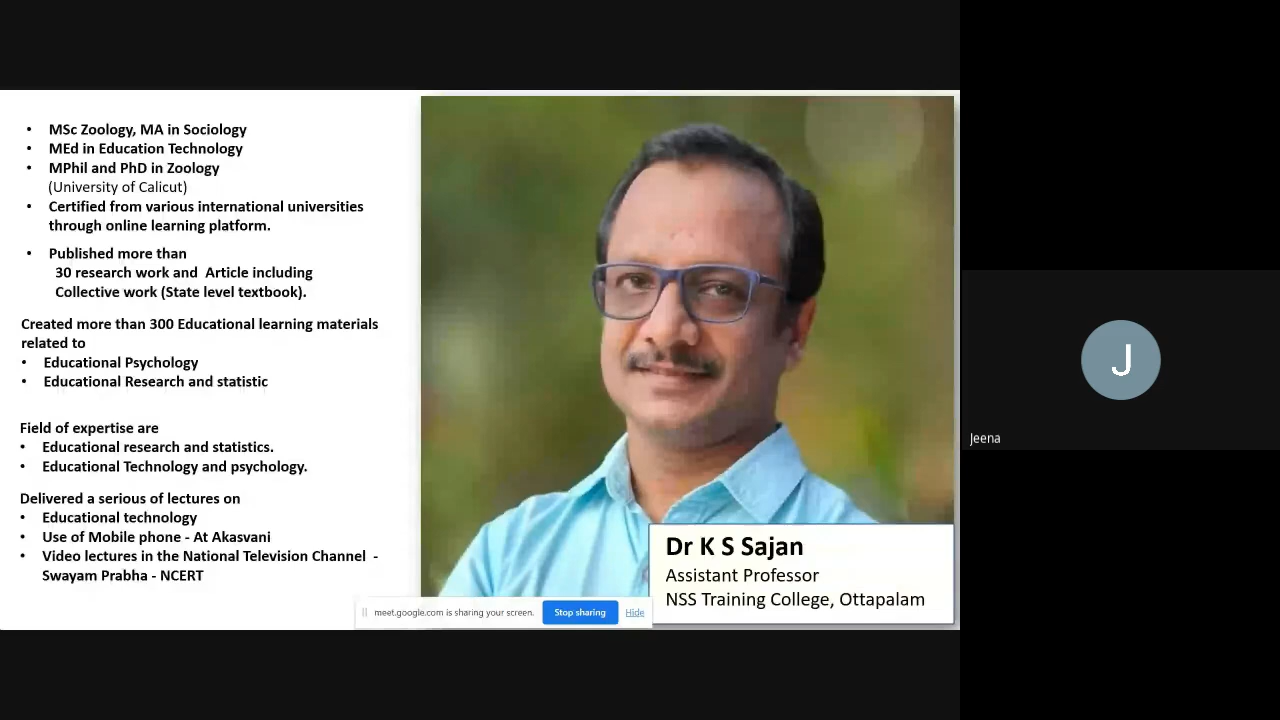 • MSc Zoology, MA in Sociology
• MEd in Education Technology
• MPhil and PhD in Zoology
(University of Calicut)
• Certified from various international universities
through online learning platform.
• Published more than
30 research work and Article including
Collective work (State level textbook).
Created more than 300 Educational learning materials
related to
• Educational Psychology
• Educational Research and statistic
Field of expertise are
• Educational research and statistics.
• Educational Technology and psychology.
Delivered a serious of lectures on
• Educational technology
• Use of Mobile phone - At Akasvani
• Video lectures in the National Television Channel -
Swayam Prabha - NCERT
Dr K S Sajan
Assistant Professor
NSS Training College, Ottapalam
meet.google.com is sharing your screen. Stop sharing Hide
J
Jeena